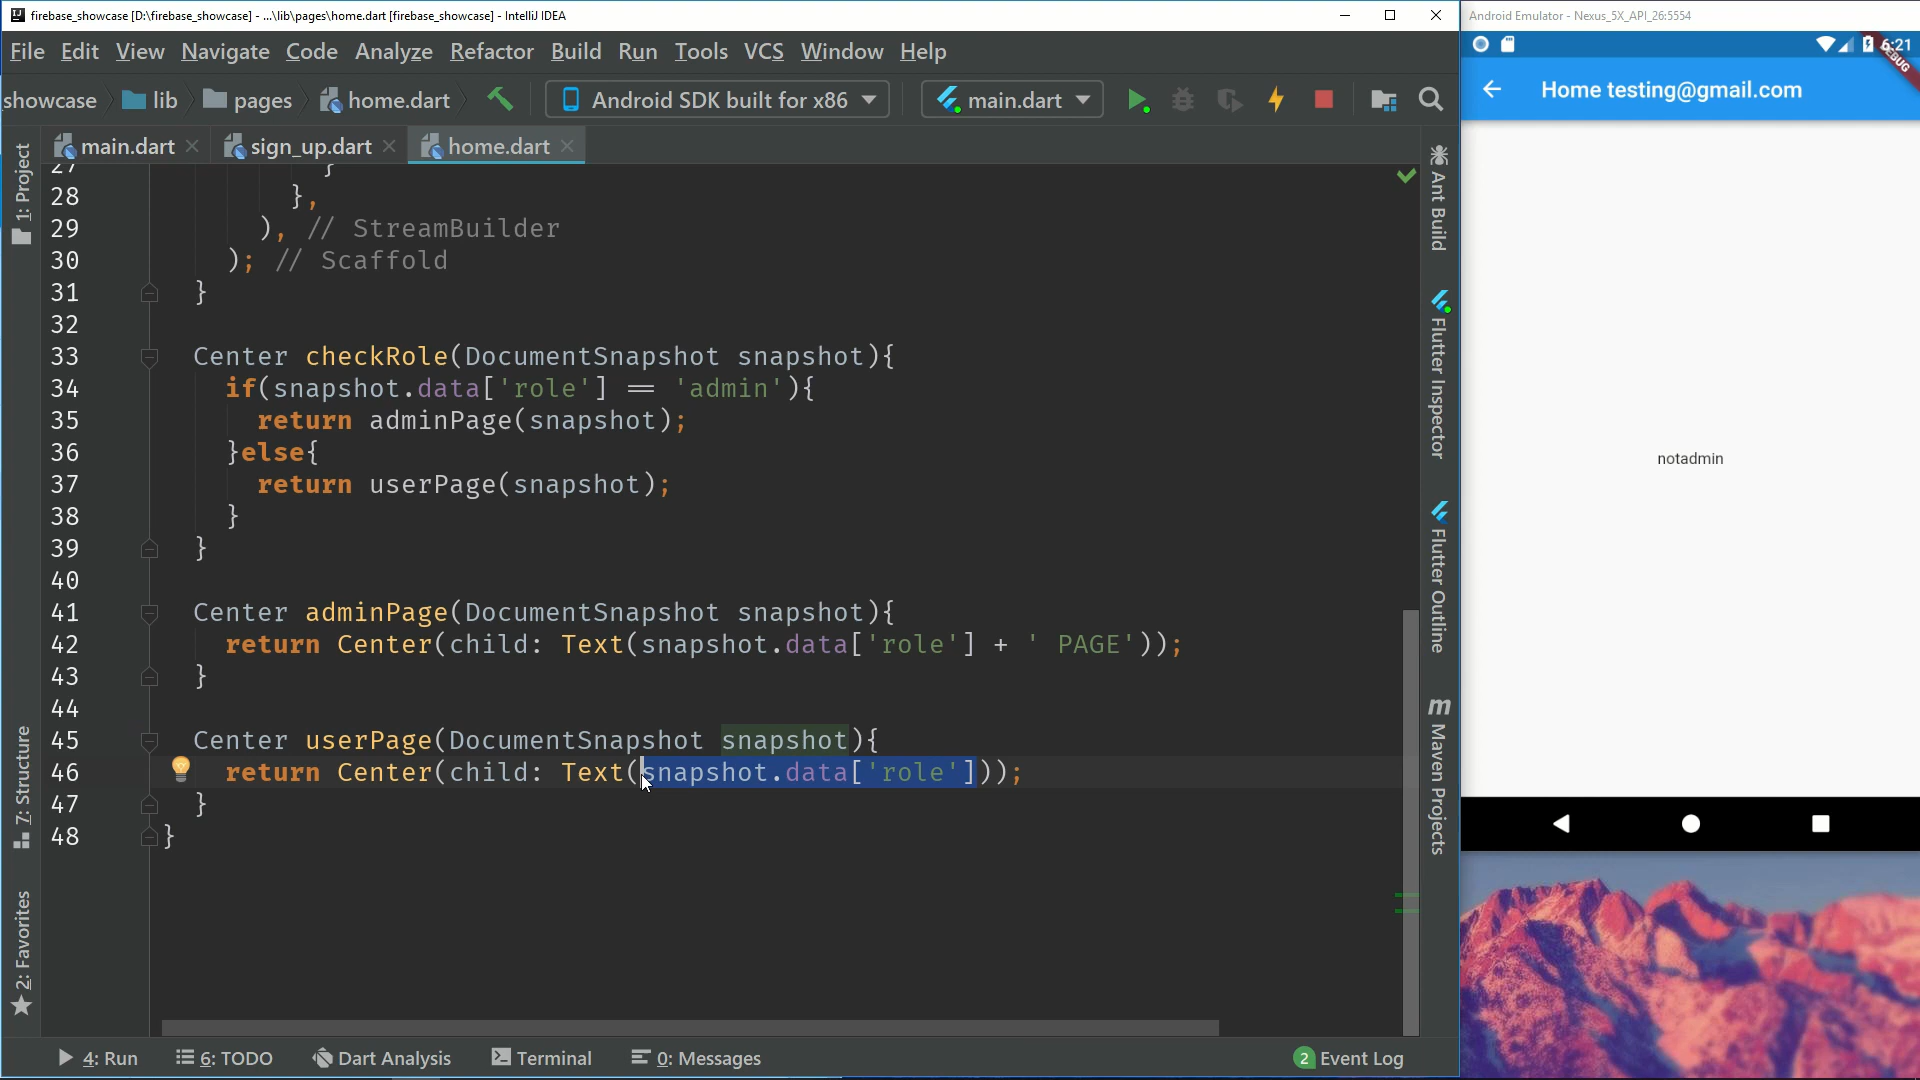 firebase_showcase [D:\firebase_showcase] - ...\lib\pages\home.dart [firebase_showcase] - IntelliJ IDEA
File Edit View Navigate Code Analyze Refactor Build Run Tools VCS Window Help
showcase lib pages home.dart Android SDK built for x86 main.dart
main.dart sign_up.dart home.dart
27 }
28 },
29 ), // StreamBuilder
30 ); // Scaffold
31 }
32
33 Center checkRole(DocumentSnapshot snapshot){
34 if(snapshot.data['role'] == 'admin'){
35 return adminPage(snapshot);
36 }else{
37 return userPage(snapshot);
38 }
39 }
40
41 Center adminPage(DocumentSnapshot snapshot){
42 return Center(child: Text(snapshot.data['role'] + ' PAGE'));
43 }
44
45 Center userPage(DocumentSnapshot snapshot){
46 return Center(child: Text(snapshot.data['role']));
47 }
48 }
1: Project
7: Structure
2: Favorites
Ant Build
Flutter Inspector
Flutter Outline
m Maven Projects
4: Run 6: TODO Dart Analysis Terminal 0: Messages 2 Event Log
Android Emulator - Nexus_5X_API_26:5554
6:21
DEBUG
Home testing@gmail.com
notadmin